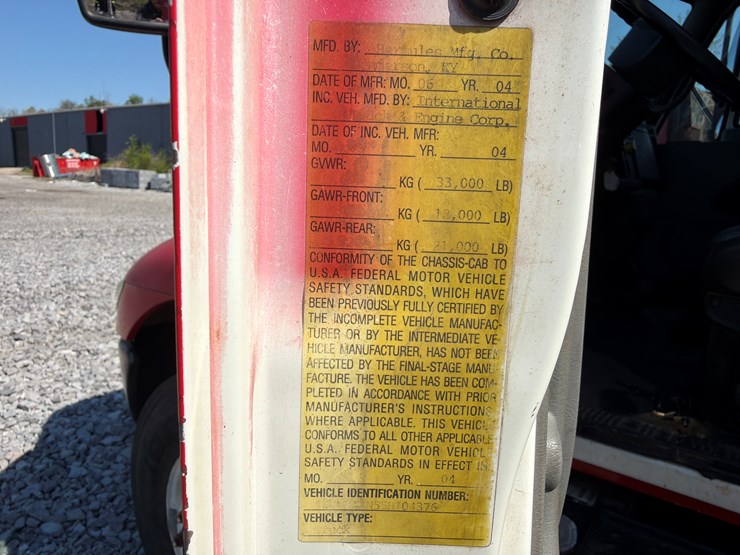 MFD. BY: Hercules Mfg. Co.
KY
DATE OF MFR: MO. 06 YR. 04
INC. VEH. MFD. BY: International
& Engine Corp.
DATE OF INC. VEH. MFR:
MO. YR. 04
GVWR:
KG ( 33,000 LB)
GAWR-FRONT:
KG ( 13,000 LB)
GAWR-REAR:
KG ( 21,000 LB)
CONFORMITY OF THE CHASSIS-CAB TO
U.S.A. FEDERAL MOTOR VEHICLE
SAFETY STANDARDS, WHICH HAVE
BEEN PREVIOUSLY FULLY CERTIFIED BY
THE INCOMPLETE VEHICLE MANUFAC-
TURER OR BY THE INTERMEDIATE VE-
HICLE MANUFACTURER, HAS NOT BEEN
AFFECTED BY THE FINAL-STAGE MANU-
FACTURE. THE VEHICLE HAS BEEN COM-
PLETED IN ACCORDANCE WITH PRIOR
MANUFACTURER'S INSTRUCTIONS
WHERE APPLICABLE. THIS VEHICLE
CONFORMS TO ALL OTHER APPLICABLE
U.S.A. FEDERAL MOTOR VEHICLE
SAFETY STANDARDS IN EFFECT IN
MO. YR. 04
VEHICLE IDENTIFICATION NUMBER:
VEHICLE TYPE: